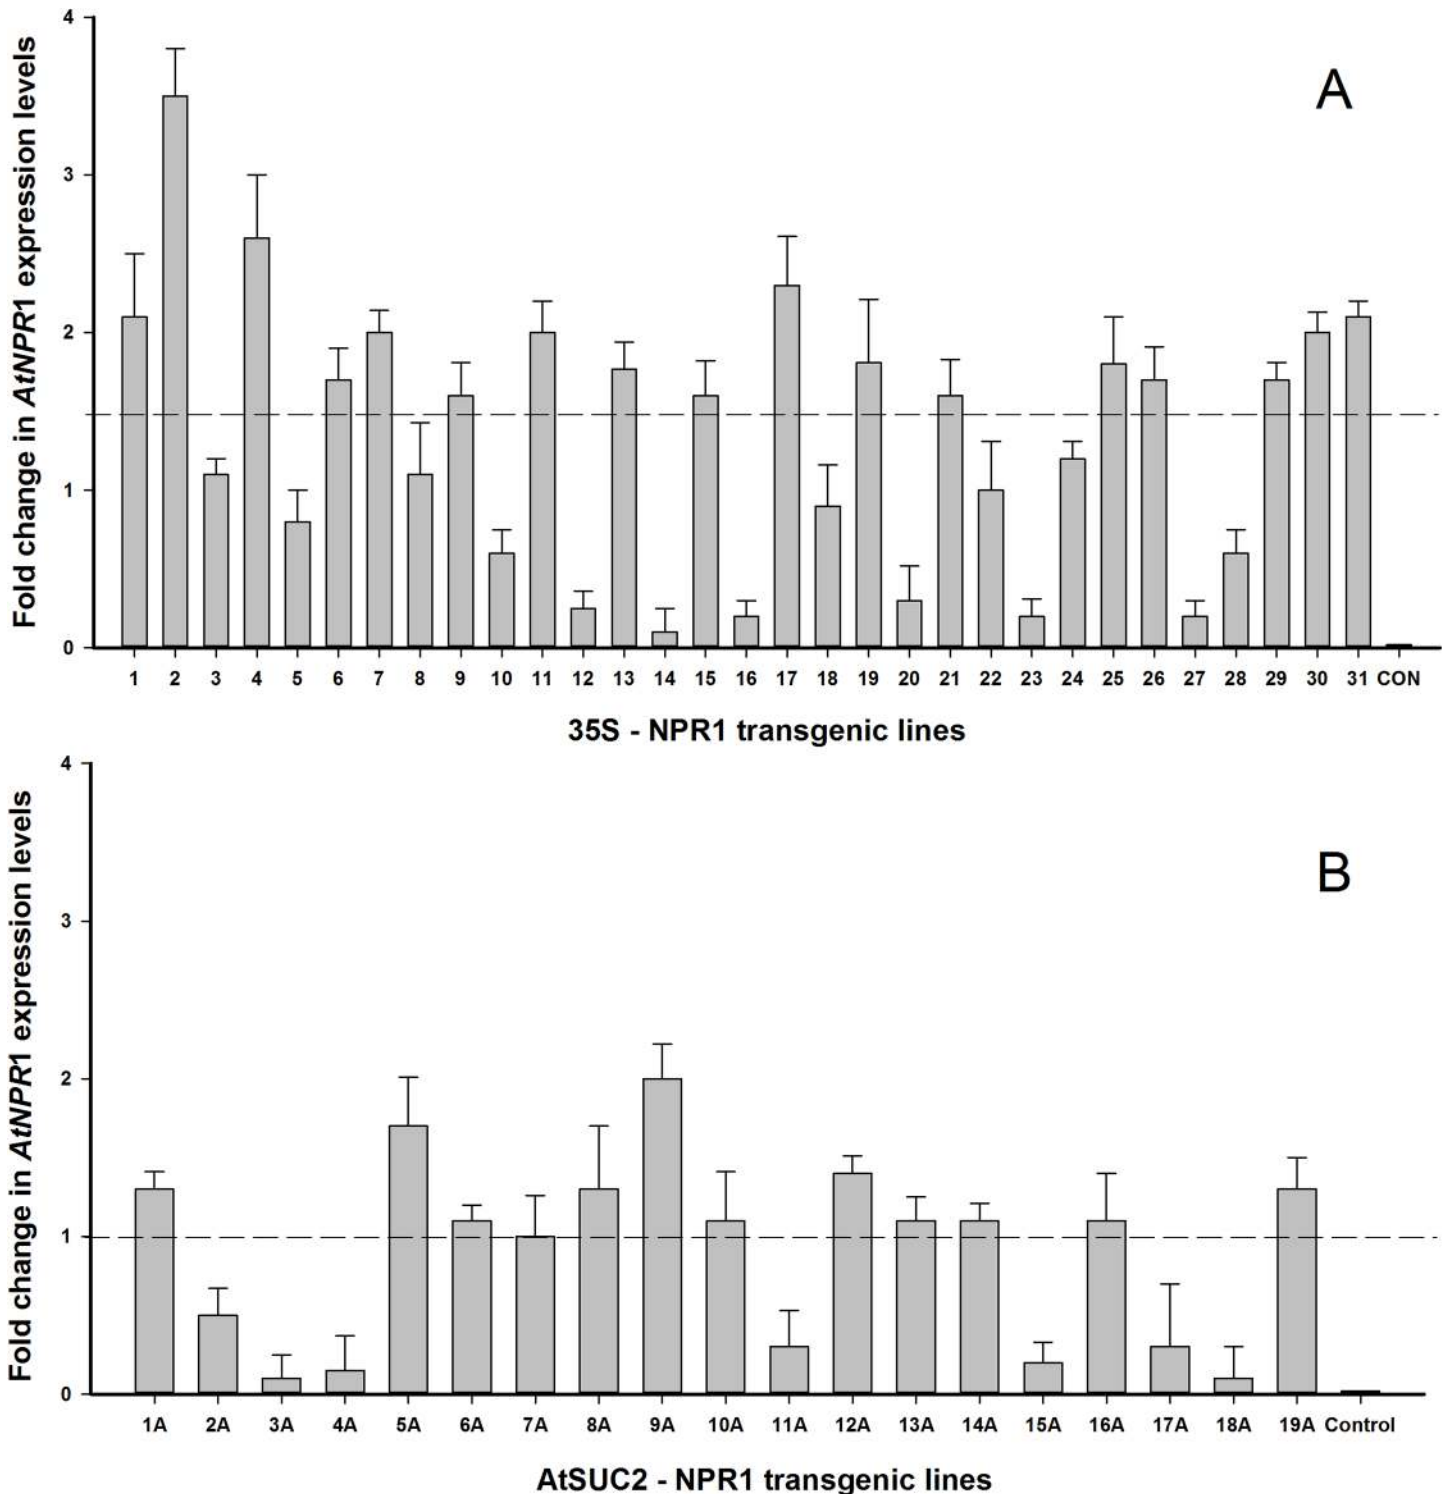 A
Fold change in AtNPR1 expression levels
4
3
2
1
0
1 2 3 4 5 6 7 8 9 10 11 12 13 14 15 16 17 18 19 20 21 22 23 24 25 26 27 28 29 30 31 CON
35S - NPR1 transgenic lines
B
Fold change in AtNPR1 expression levels
4
3
2
1
0
1A 2A 3A 4A 5A 6A 7A 8A 9A 10A 11A 12A 13A 14A 15A 16A 17A 18A 19A Control
AtSUC2 - NPR1 transgenic lines